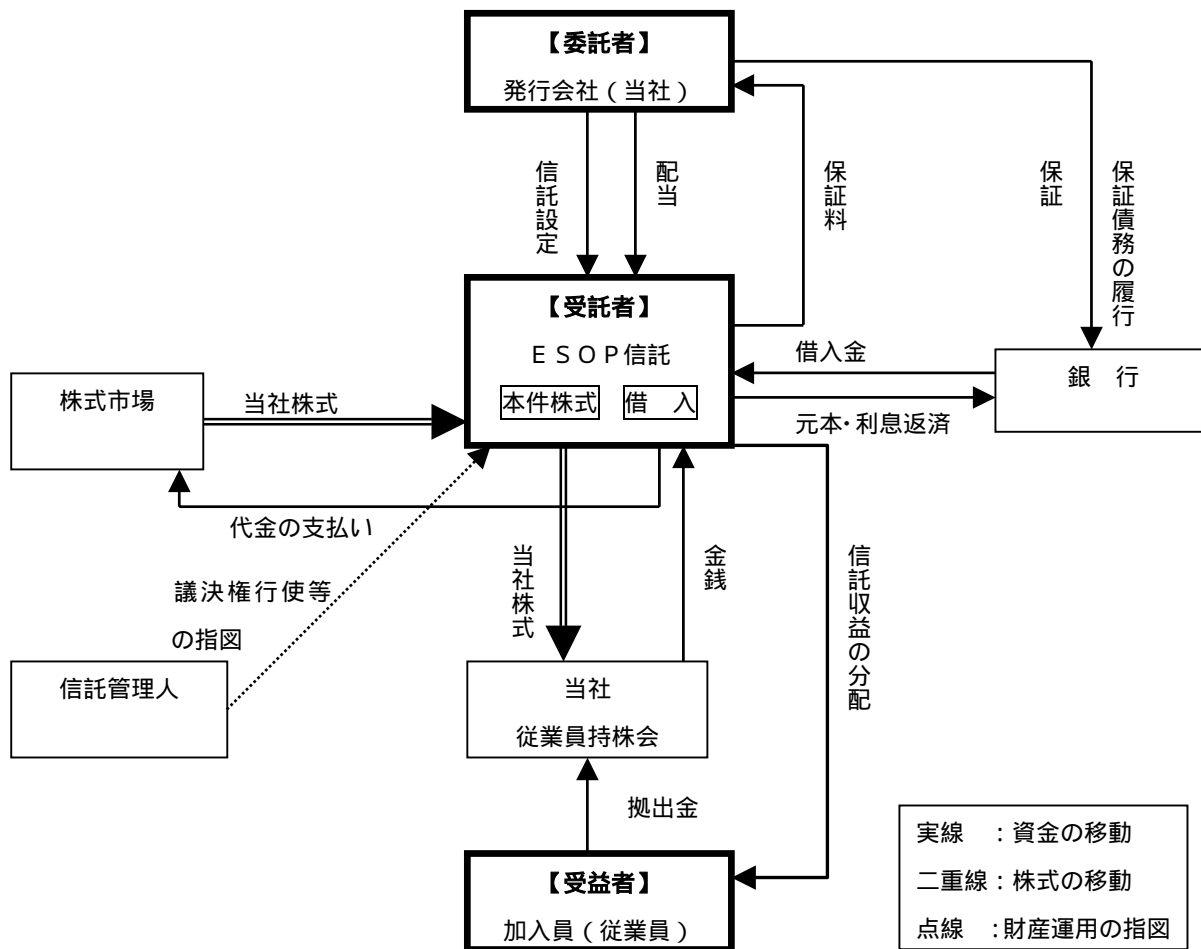 【委託者】
発行会社（当社）
信託設定
配当
保証料
保証
保証債務の履行
【受託者】
ＥＳＯＰ信託
本件株式
借　入
借入金
元本・利息返済
銀　行
株式市場
当社株式
代金の支払い
議決権行使等
の指図
信託管理人
当社株式
金銭
信託収益の分配
当社
従業員持株会
拠出金
【受益者】
加入員（従業員）
実線　：資金の移動
二重線：株式の移動
点線　：財産運用の指図